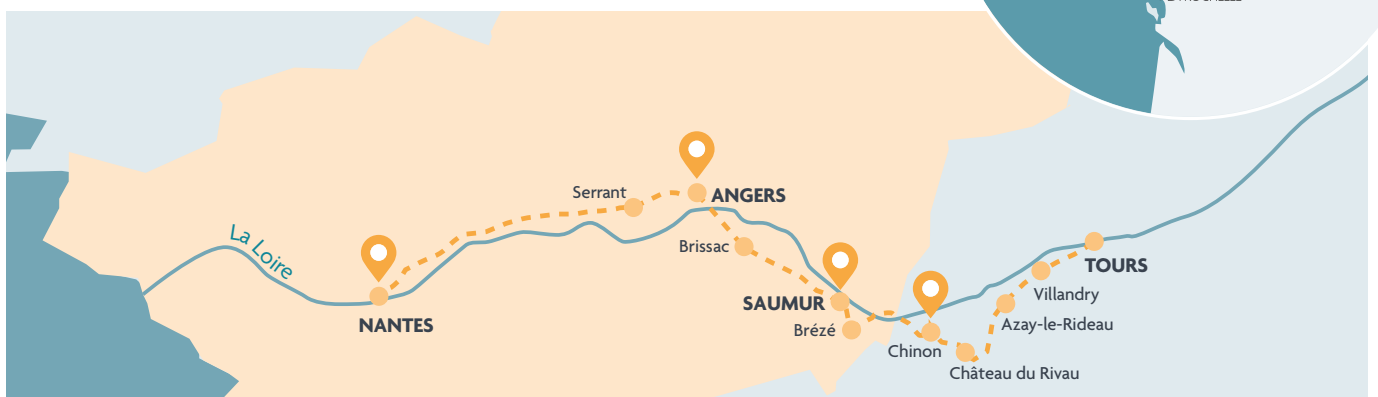 La Loire
NANTES
Serrant
ANGERS
Brissac
SAUMUR
Brézé
Chinon
Château du Rivau
Azay-le-Rideau
Villandry
TOURS